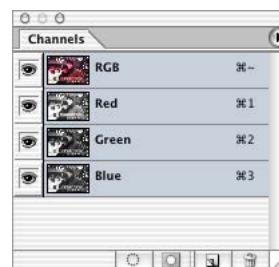 Channels
RGB ⌘~
Red ⌘1
Green ⌘2
Blue ⌘3